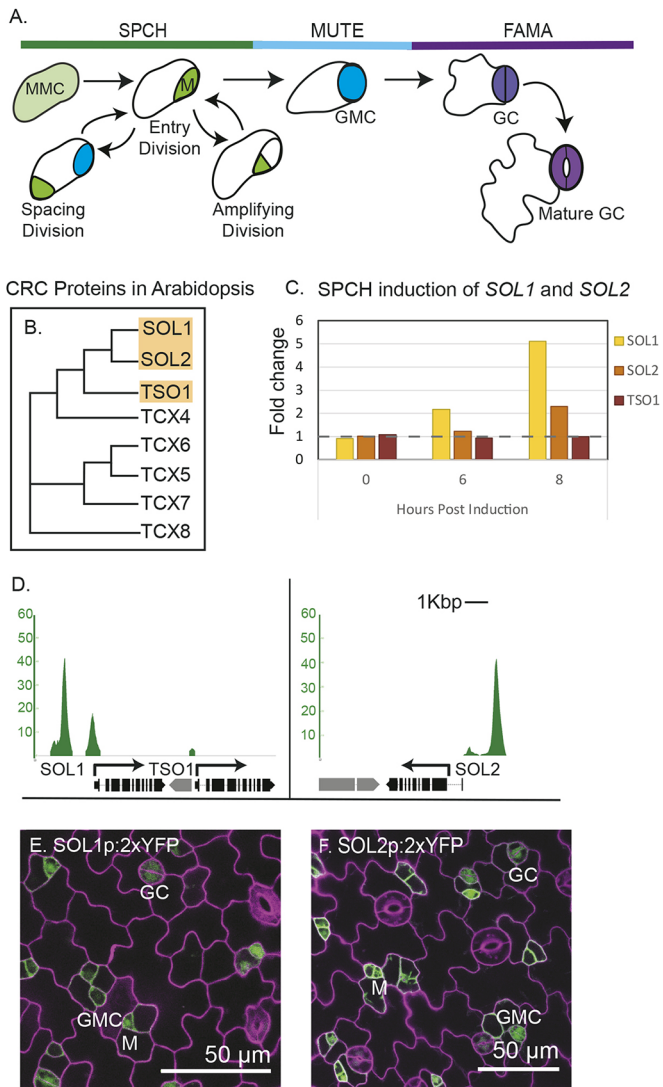 A.
SPCH MUTE FAMA
MMC
M
GMC
GC
Entry
Division
Spacing
Division
Amplifying
Division
Mature GC
CRC Proteins in Arabidopsis
B.
SOL1
SOL2
TSO1
TCX4
TCX6
TCX5
TCX7
TCX8
C. SPCH induction of SOL1 and SOL2
Fold change
6
5
4
3
2
1
0
0 6 8
Hours Post Induction
SOL1
SOL2
TSO1
D.
1Kbp
60
50
40
30
20
10
SOL1
TSO1
60
50
40
30
20
10
SOL2
E. SOL1p:2xYFP
GC
GMC
M
50 µm
F. SOL2p:2xYFP
GC
M
GMC
50 µm